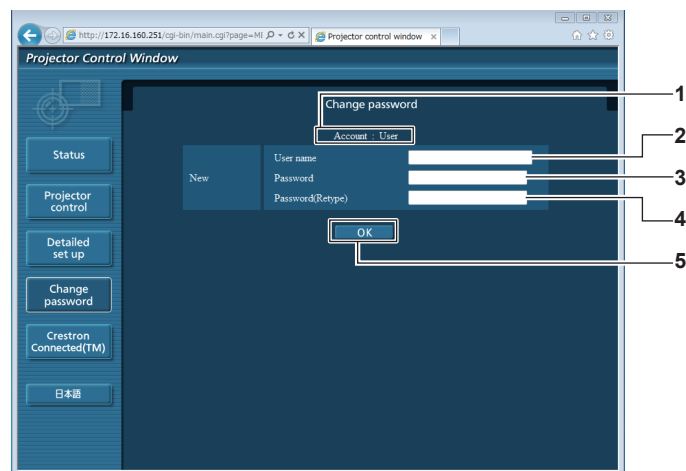 http://172.16.160.251/cgi-bin/main.cgi?page=MI
Projector control window
Projector Control Window
Change password
1
Account : User
2
Status
User name
New
Password
3
Password(Retype)
4
Projector
control
OK
5
Detailed
set up
Change
password
Crestron
Connected(TM)
日本語